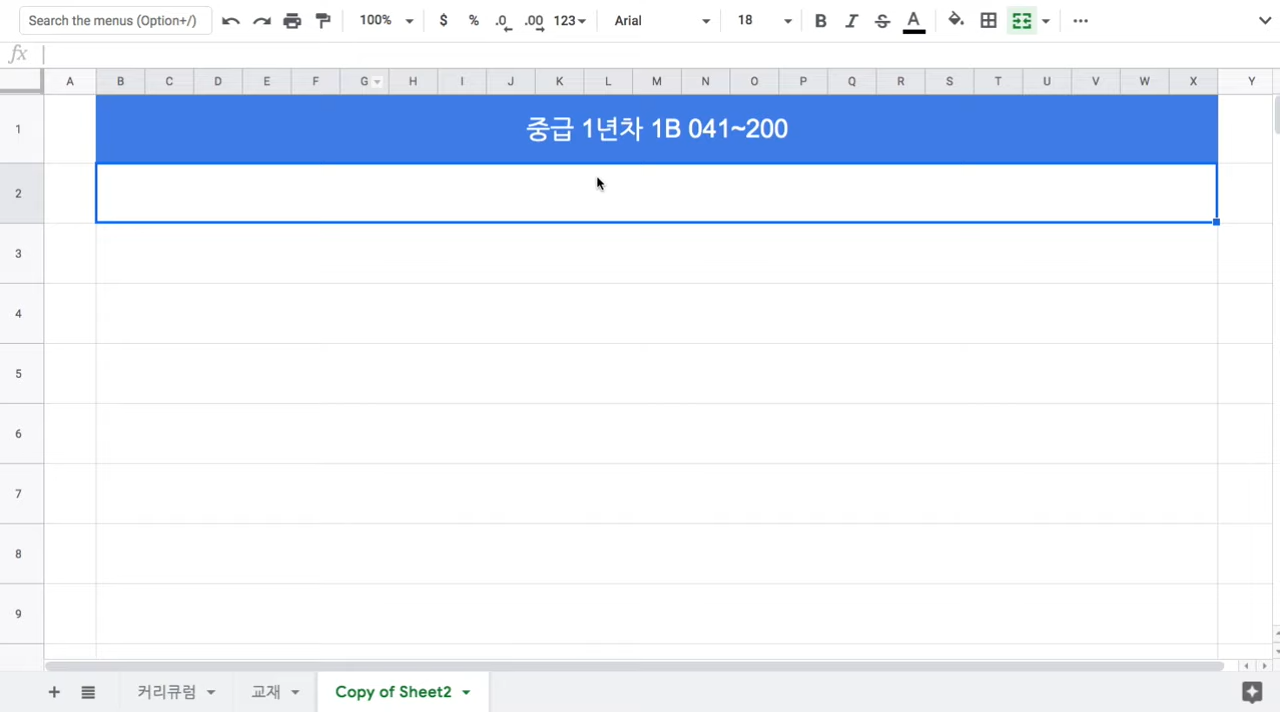 Search the menus (Option+/) 100% $ % .0 .00 123 Arial 18 B I S A
fx
A B C D E F G H I J K L M N O P Q R S T U V W X Y
1 중급 1년차 1B 041~200
2
3
4
5
6
7
8
9
커리큐럼 교재 Copy of Sheet2